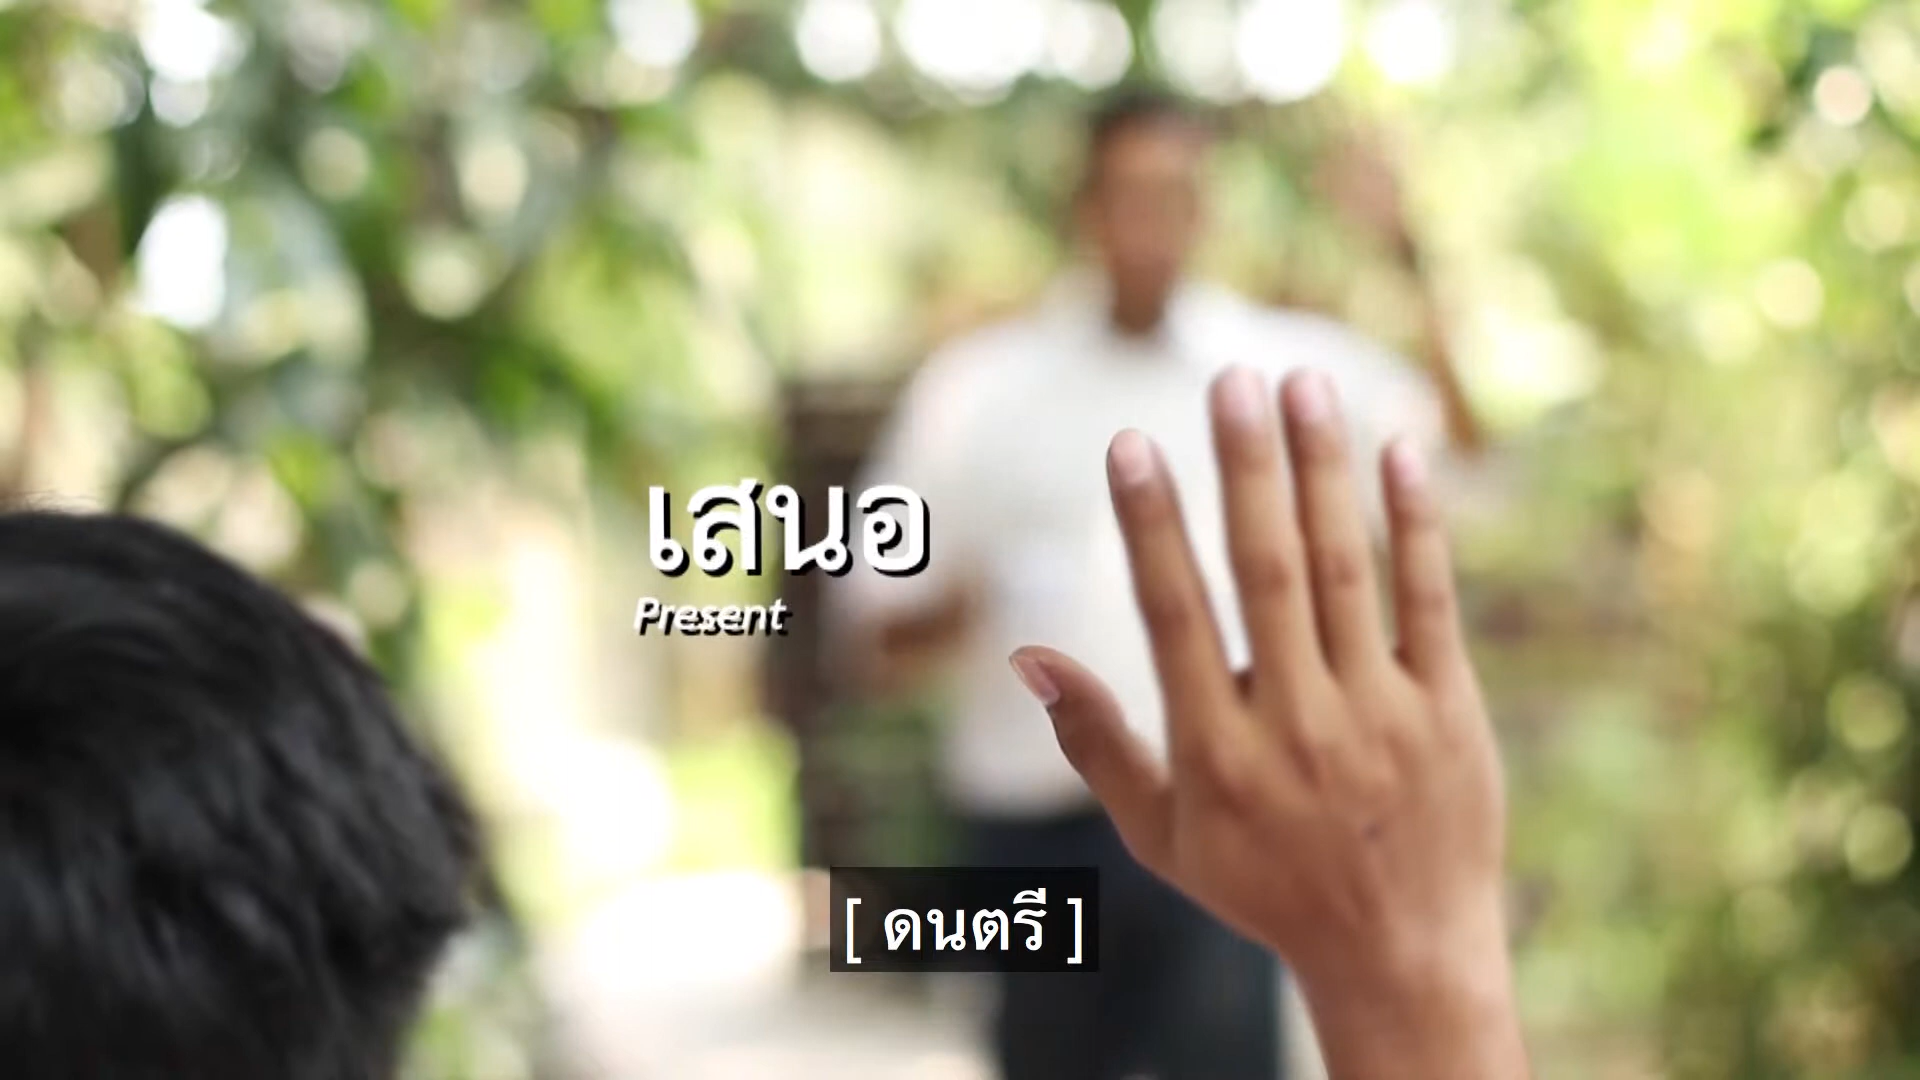 เสนอ
Present
[ ดนตรี ]